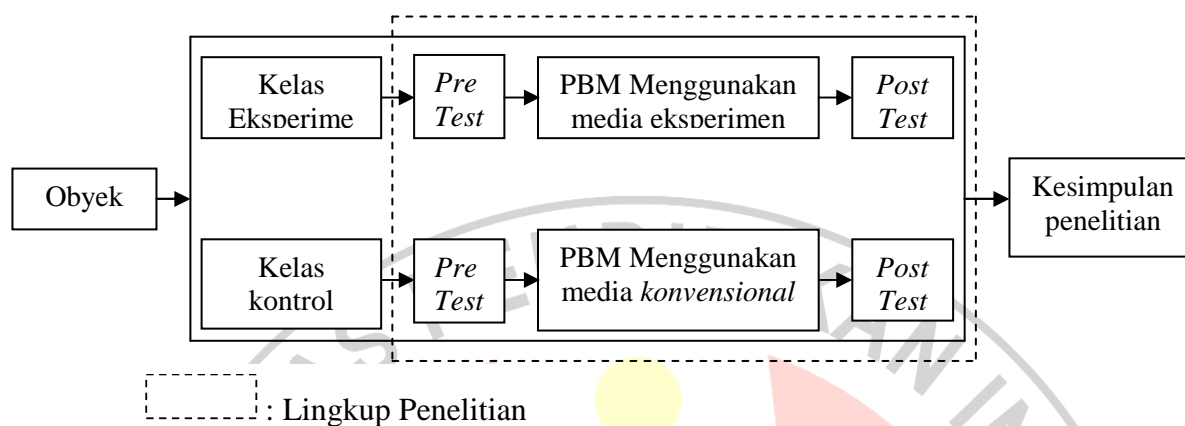 Kelas
Eksperime
Pre
Test
PBM Menggunakan
media eksperimen
Post
Test
Obyek
Kesimpulan
penelitian
Kelas
kontrol
Pre
Test
PBM Menggunakan
media konvensional
Post
Test
: Lingkup Penelitian